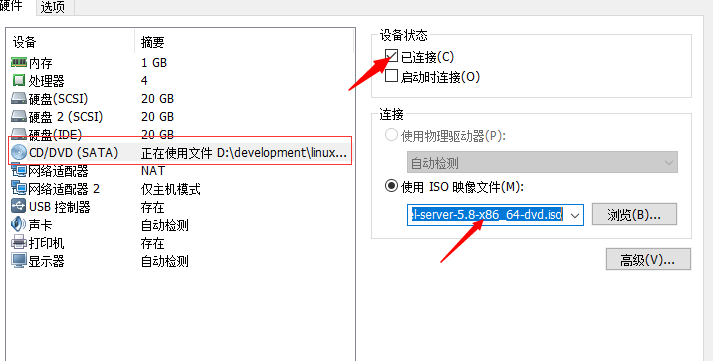 硬件 选项
设备 摘要
内存 1 GB
处理器 4
硬盘(SCSI) 20 GB
硬盘 2 (SCSI) 20 GB
硬盘(IDE) 20 GB
CD/DVD (SATA) 正在使用文件 D:\development\linux...
网络适配器 NAT
网络适配器 2 仅主机模式
USB 控制器 存在
声卡 自动检测
打印机 存在
显示器 自动检测
设备状态
已连接(C)
启动时连接(O)
连接
使用物理驱动器(P):
自动检测
使用 ISO 映像文件(M):
el-server-5.8-x86_64-dvd.iso
浏览(B)...
高级(V)...